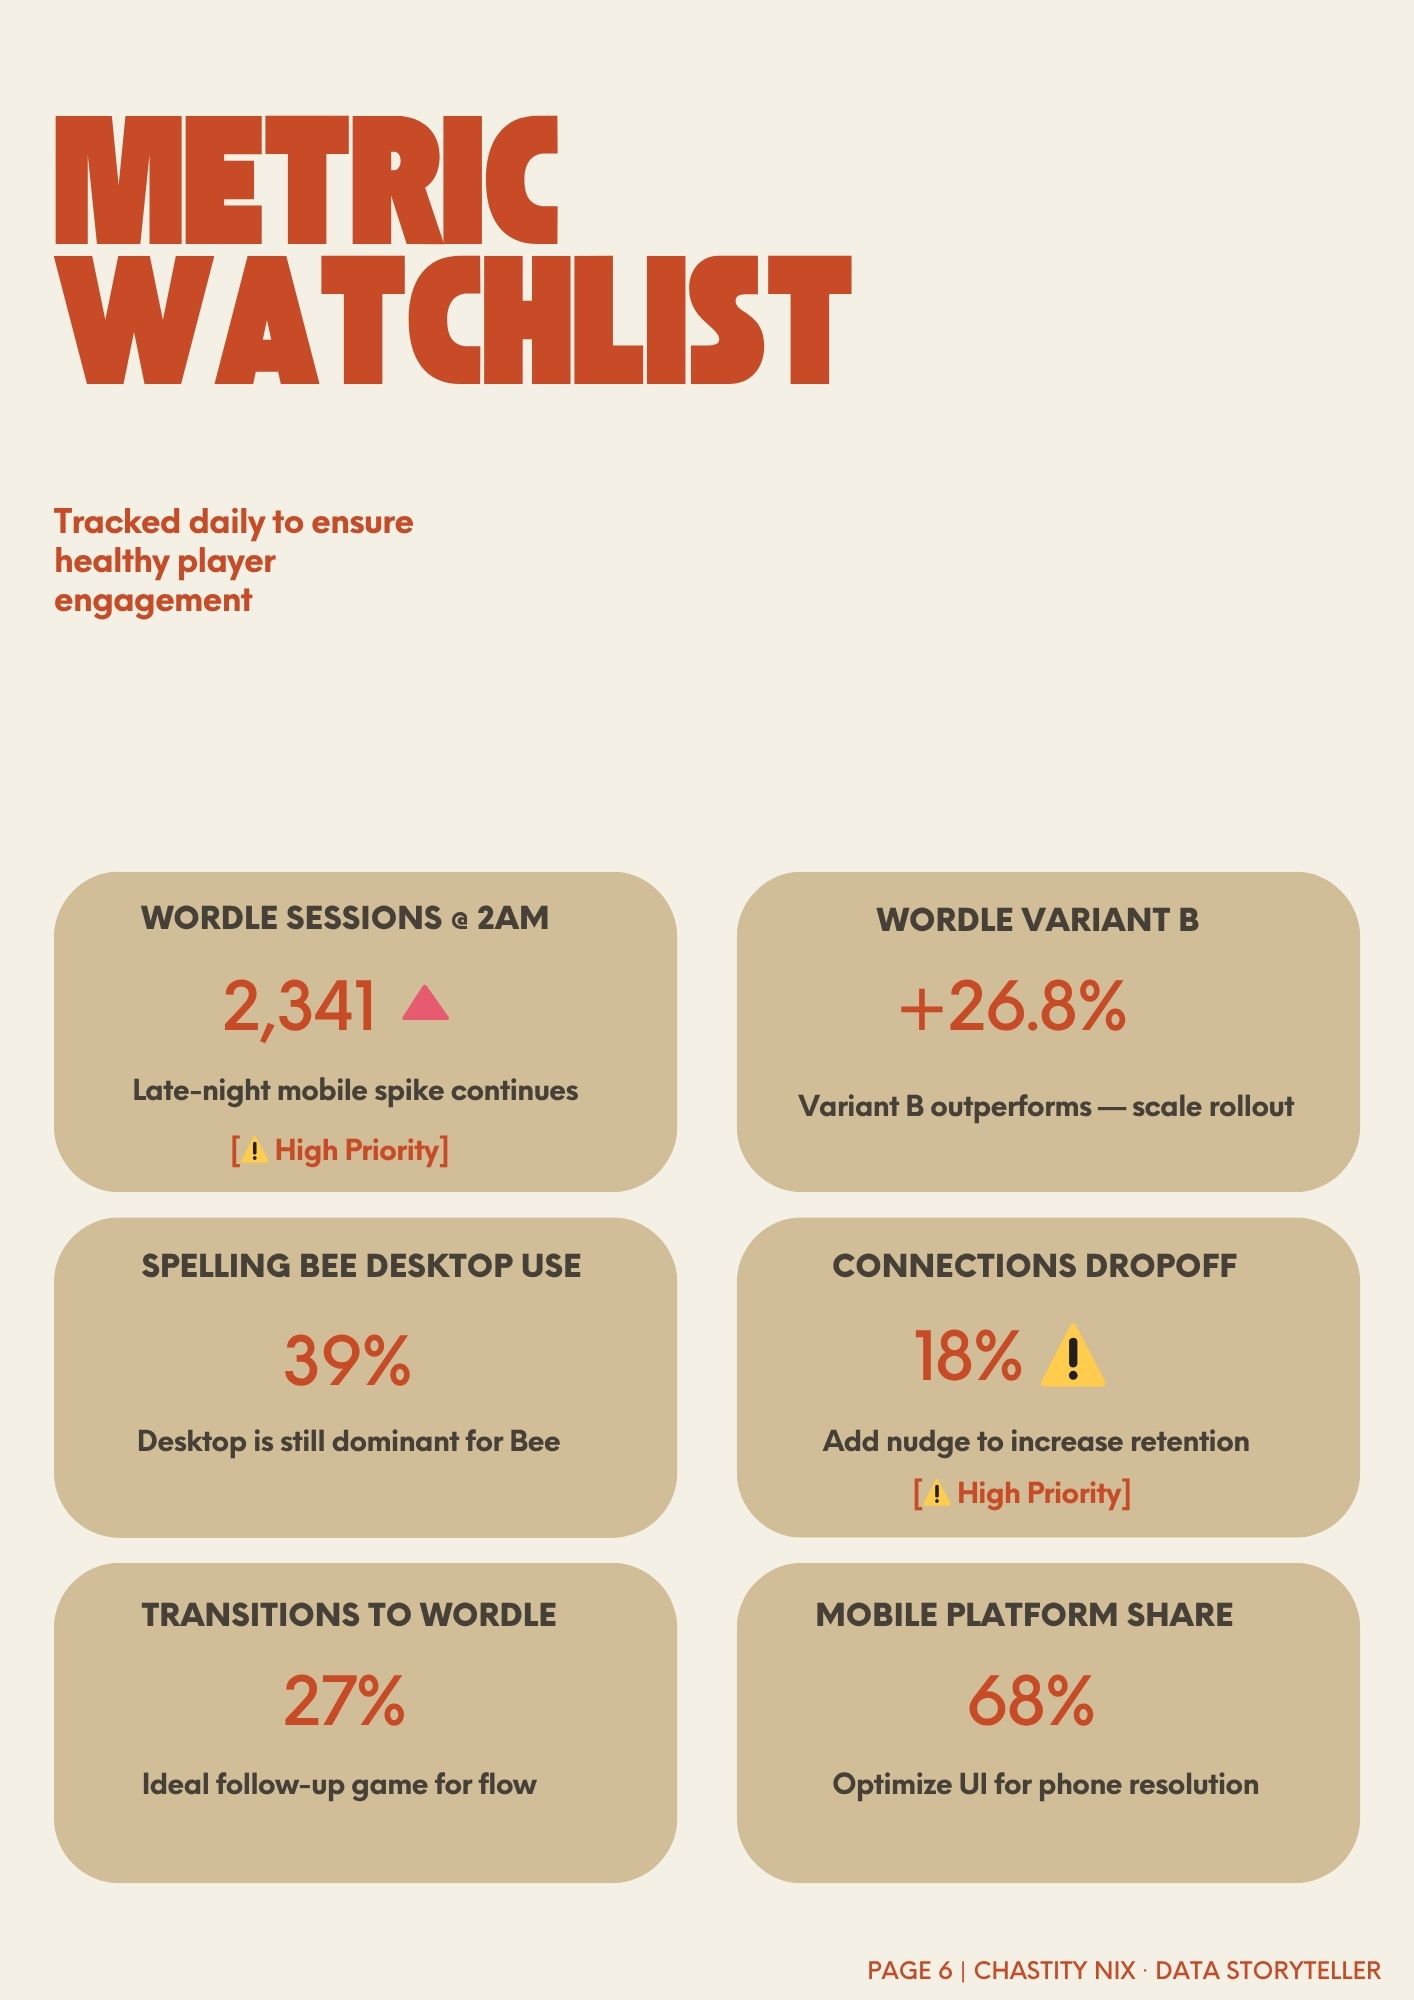 METRIC
WATCHLIST
Tracked daily to ensure
healthy player
engagement
WORDLE SESSIONS @ 2AM
2,341 🔺
Late-night mobile spike continues
[⚠️ High Priority]
WORDLE VARIANT B
+26.8%
Variant B outperforms — scale rollout
SPELLING BEE DESKTOP USE
39%
Desktop is still dominant for Bee
CONNECTIONS DROPOFF
18% ⚠️
Add nudge to increase retention
[⚠️ High Priority]
TRANSITIONS TO WORDLE
27%
Ideal follow-up game for flow
MOBILE PLATFORM SHARE
68%
Optimize UI for phone resolution
PAGE 6 | CHASTITY NIX · DATA STORYTELLER